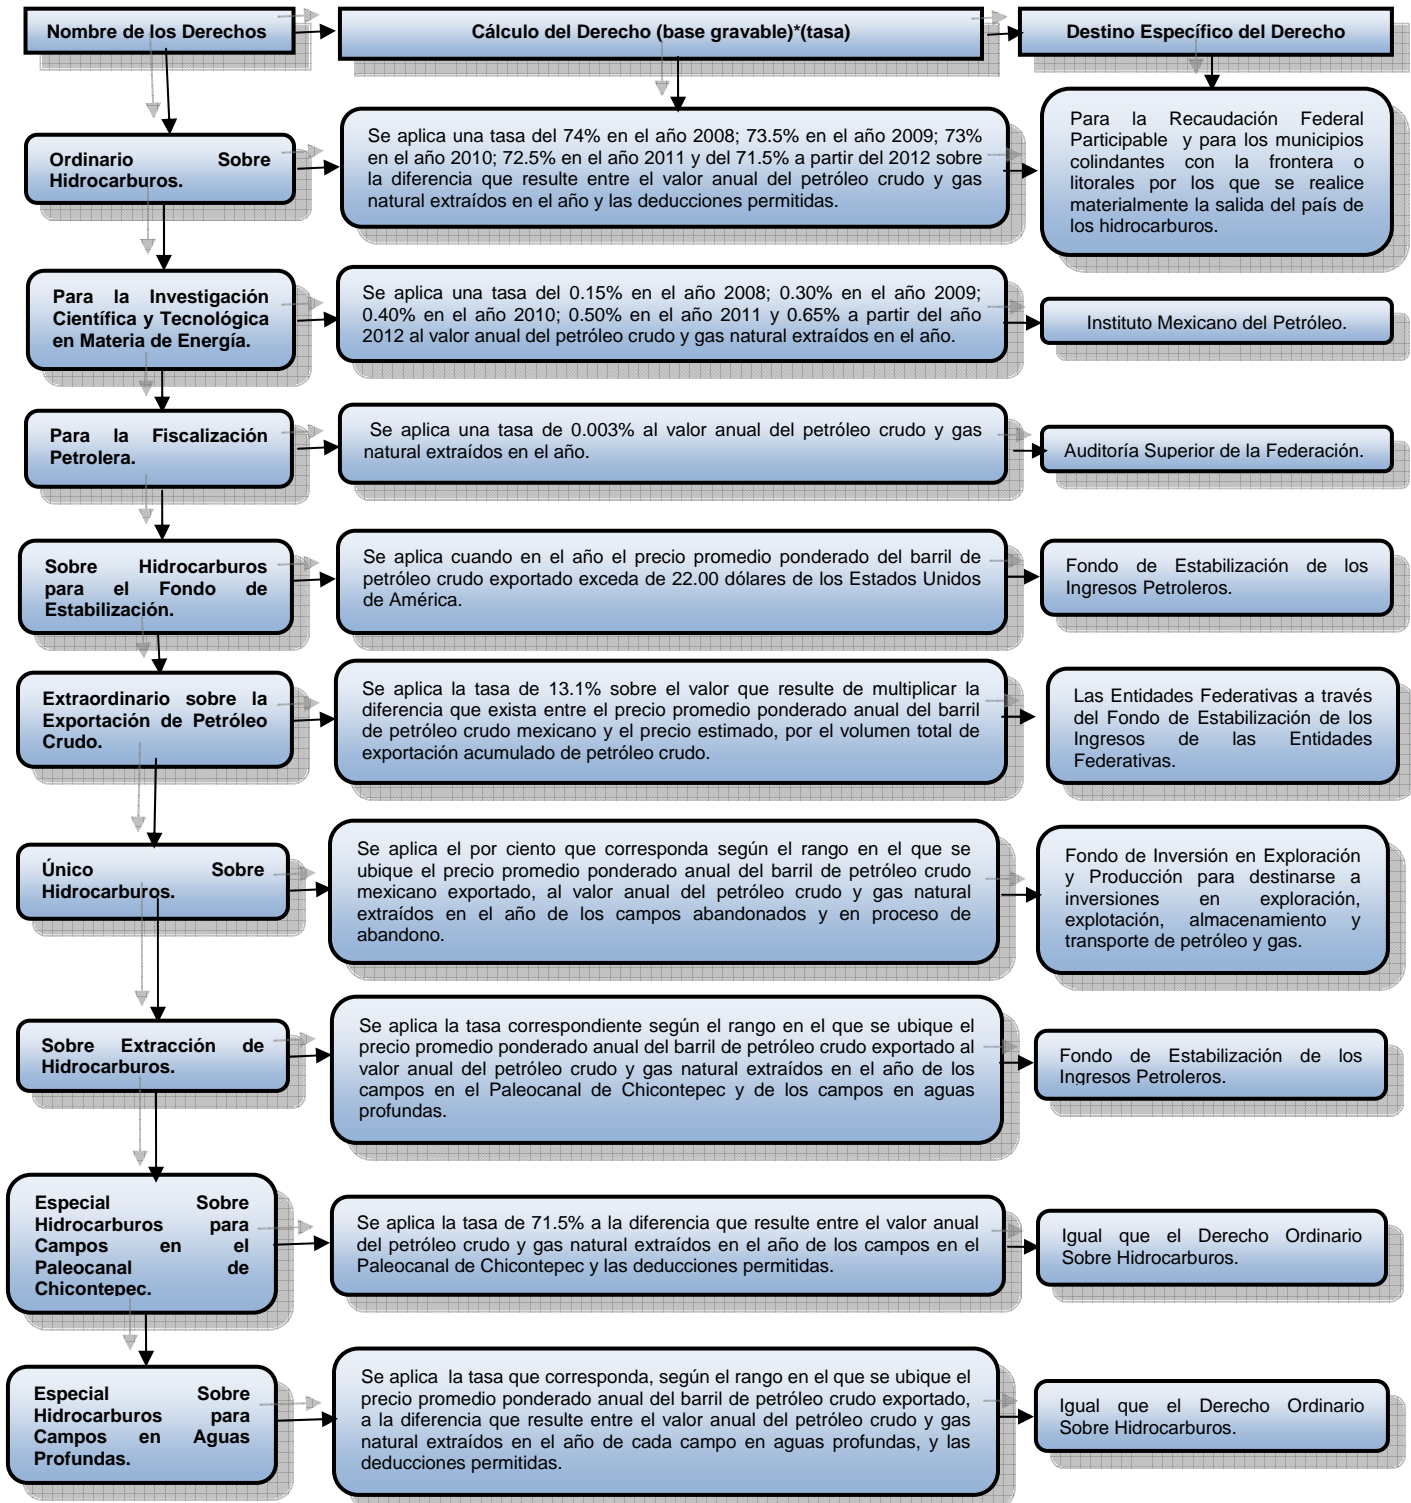 Nombre de los Derechos
Cálculo del Derecho (base gravable)*(tasa)
Destino Específico del Derecho
Ordinario Sobre
Hidrocarburos.
Se aplica una tasa del 74% en el año 2008; 73.5% en el año 2009; 73%
en el año 2010; 72.5% en el año 2011 y del 71.5% a partir del 2012 sobre
la diferencia que resulte entre el valor anual del petróleo crudo y gas
natural extraídos en el año y las deducciones permitidas.
Para la Recaudación Federal
Participable y para los municipios
colindantes con la frontera o
litorales por los que se realice
materialmente la salida del país de
los hidrocarburos.
Para la Investigación
Científica y Tecnológica
en Materia de Energía.
Se aplica una tasa del 0.15% en el año 2008; 0.30% en el año 2009;
0.40% en el año 2010; 0.50% en el año 2011 y 0.65% a partir del año
2012 al valor anual del petróleo crudo y gas natural extraídos en el año.
Instituto Mexicano del Petróleo.
Para la Fiscalización
Petrolera.
Se aplica una tasa de 0.003% al valor anual del petróleo crudo y gas
natural extraídos en el año.
Auditoría Superior de la Federación.
Sobre Hidrocarburos
para el Fondo de
Estabilización.
Se aplica cuando en el año el precio promedio ponderado del barril de
petróleo crudo exportado exceda de 22.00 dólares de los Estados Unidos
de América.
Fondo de Estabilización de los
Ingresos Petroleros.
Extraordinario sobre la
Exportación de Petróleo
Crudo.
Se aplica la tasa de 13.1% sobre el valor que resulte de multiplicar la
diferencia que exista entre el precio promedio ponderado anual del barril
de petróleo crudo mexicano y el precio estimado, por el volumen total de
exportación acumulado de petróleo crudo.
Las Entidades Federativas a través
del Fondo de Estabilización de los
Ingresos de las Entidades
Federativas.
Único Sobre
Hidrocarburos.
Se aplica el por ciento que corresponda según el rango en el que se
ubique el precio promedio ponderado anual del barril de petróleo crudo
mexicano exportado, al valor anual del petróleo crudo y gas natural
extraídos en el año de los campos abandonados y en proceso de
abandono.
Fondo de Inversión en Exploración
y Producción para destinarse a
inversiones en exploración,
explotación, almacenamiento y
transporte de petróleo y gas.
Sobre Extracción de
Hidrocarburos.
Se aplica la tasa correspondiente según el rango en el que se ubique el
precio promedio ponderado anual del barril de petróleo crudo exportado al
valor anual del petróleo crudo y gas natural extraídos en el año de los
campos en el Paleocanal de Chicontepec y de los campos en aguas
profundas.
Fondo de Estabilización de los
Ingresos Petroleros.
Especial Sobre
Hidrocarburos para
Campos en el
Paleocanal de
Chicontepec.
Se aplica la tasa de 71.5% a la diferencia que resulte entre el valor anual
del petróleo crudo y gas natural extraídos en el año de los campos en el
Paleocanal de Chicontepec y las deducciones permitidas.
Igual que el Derecho Ordinario
Sobre Hidrocarburos.
Especial Sobre
Hidrocarburos para
Campos en Aguas
Profundas.
Se aplica la tasa que corresponda, según el rango en el que se ubique el
precio promedio ponderado anual del barril de petróleo crudo exportado,
a la diferencia que resulte entre el valor anual del petróleo crudo y gas
natural extraídos en el año de cada campo en aguas profundas, y las
deducciones permitidas.
Igual que el Derecho Ordinario
Sobre Hidrocarburos.